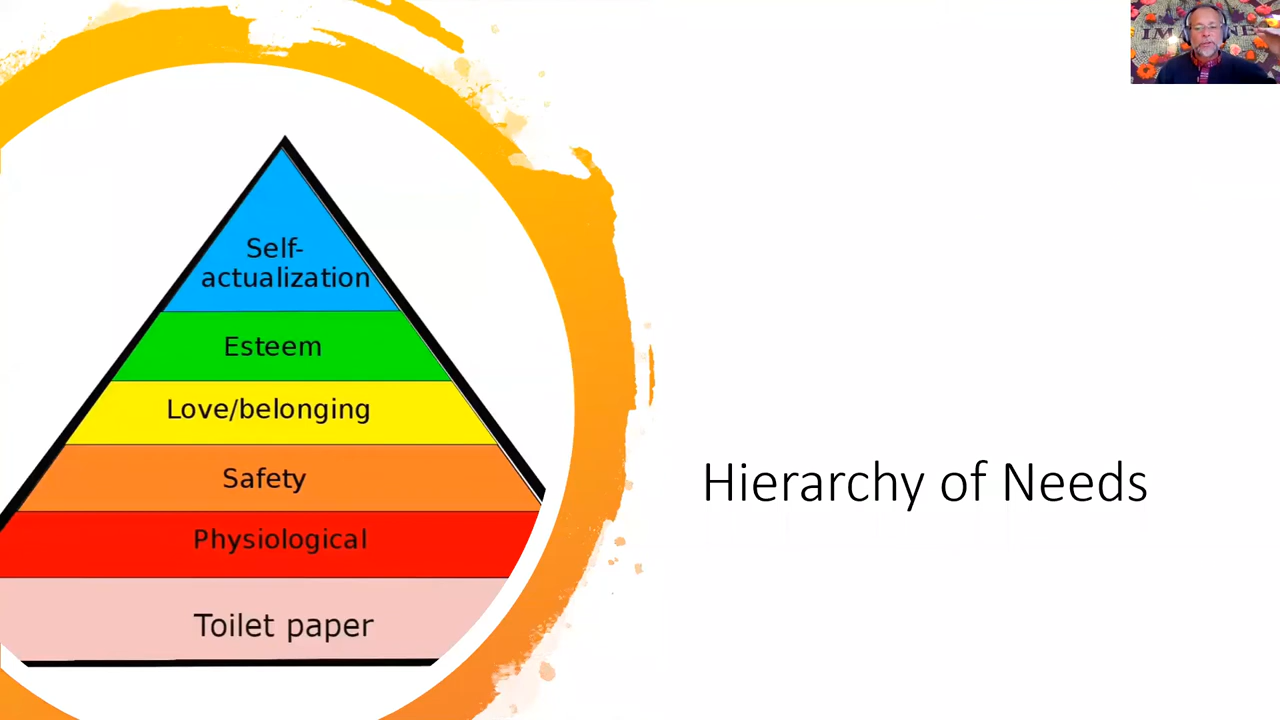 Self-
actualization
Esteem
Love/belonging
Safety
Physiological
Toilet paper
Hierarchy of Needs